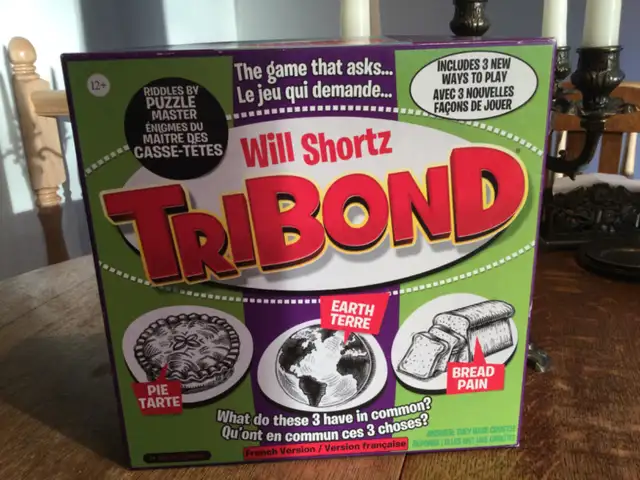 12+
RIDDLES BY
PUZZLE
MASTER
ÉNIGMES DU
MAITRE DES
CASSE-TÊTES
The game that asks...
Le jeu qui demande...
INCLUDES 3 NEW
WAYS TO PLAY
AVEC 3 NOUVELLES
FAÇONS DE JOUER
Will Shortz
TRIBOND
EARTH
TERRE
PIE
TARTE
BREAD
PAIN
What do these 3 have in common?
Qu'ont en commun ces 3 choses?
French Version / Version française